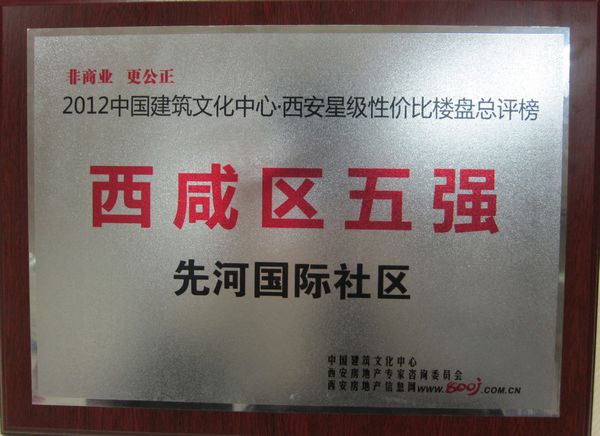 非商业 更公正
2012中国建筑文化中心·西安星级性价比楼盘总评榜
西咸区五强
先河国际社区
中国建筑文化中心
西安房地产专家咨询委员会
西安房地产信息网www.800j.com.cn